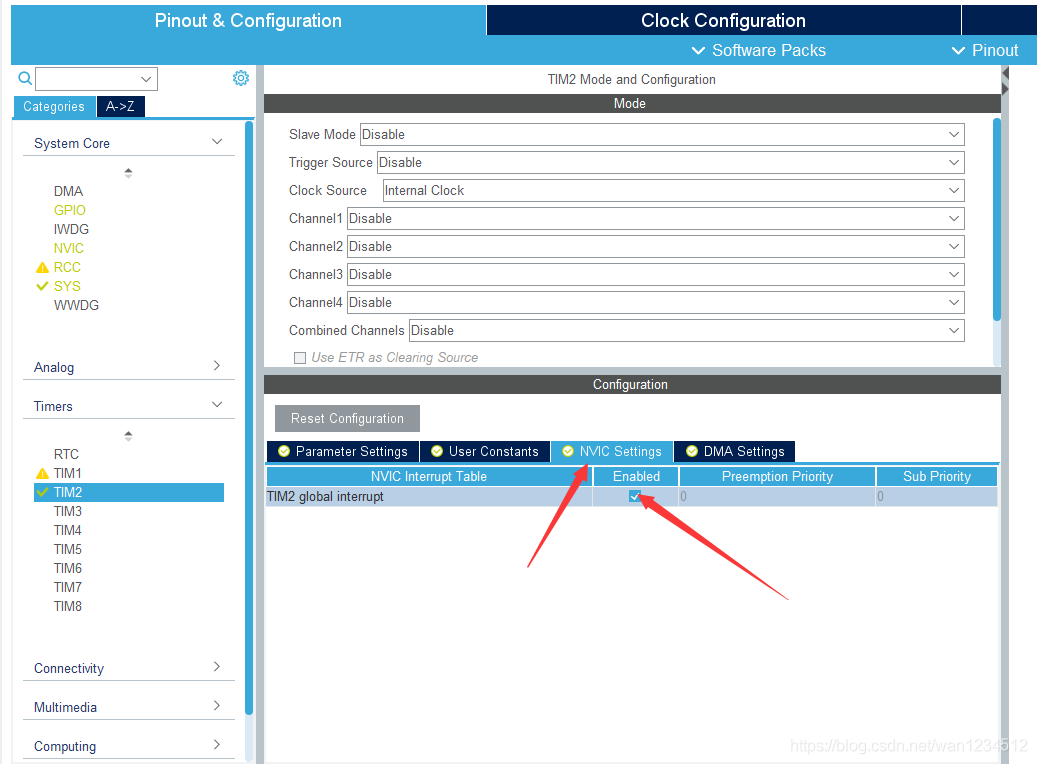 Pinout & Configuration
Clock Configuration
Software Packs
Pinout
Categories
A->Z
System Core
DMA
GPIO
IWDG
NVIC
RCC
SYS
WWDG
Analog
Timers
RTC
TIM1
TIM2
TIM3
TIM4
TIM5
TIM6
TIM7
TIM8
Connectivity
Multimedia
Computing
TIM2 Mode and Configuration
Mode
Slave Mode Disable
Trigger Source Disable
Clock Source Internal Clock
Channel1 Disable
Channel2 Disable
Channel3 Disable
Channel4 Disable
Combined Channels Disable
Use ETR as Clearing Source
Configuration
Reset Configuration
Parameter Settings
User Constants
NVIC Settings
DMA Settings
NVIC Interrupt Table Enabled Preemption Priority Sub Priority
TIM2 global interrupt 0 0
https://blog.csdn.net/wan1234512